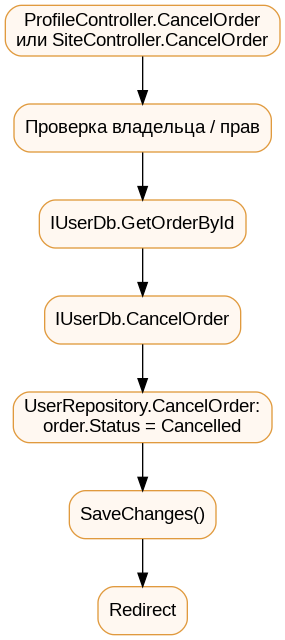 ProfileController.CancelOrder
или SiteController.CancelOrder
Проверка владельца / прав
IUserDb.GetOrderById
IUserDb.CancelOrder
UserRepository.CancelOrder:
order.Status = Cancelled
SaveChanges()
Redirect